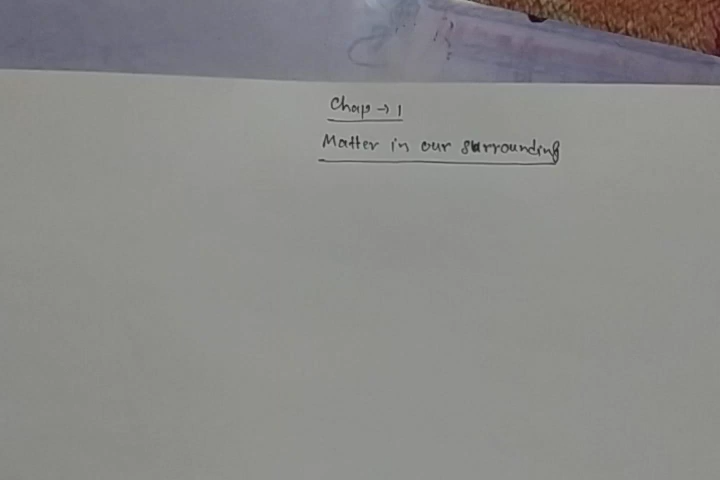 Chap → 1
Matter in our surrounding